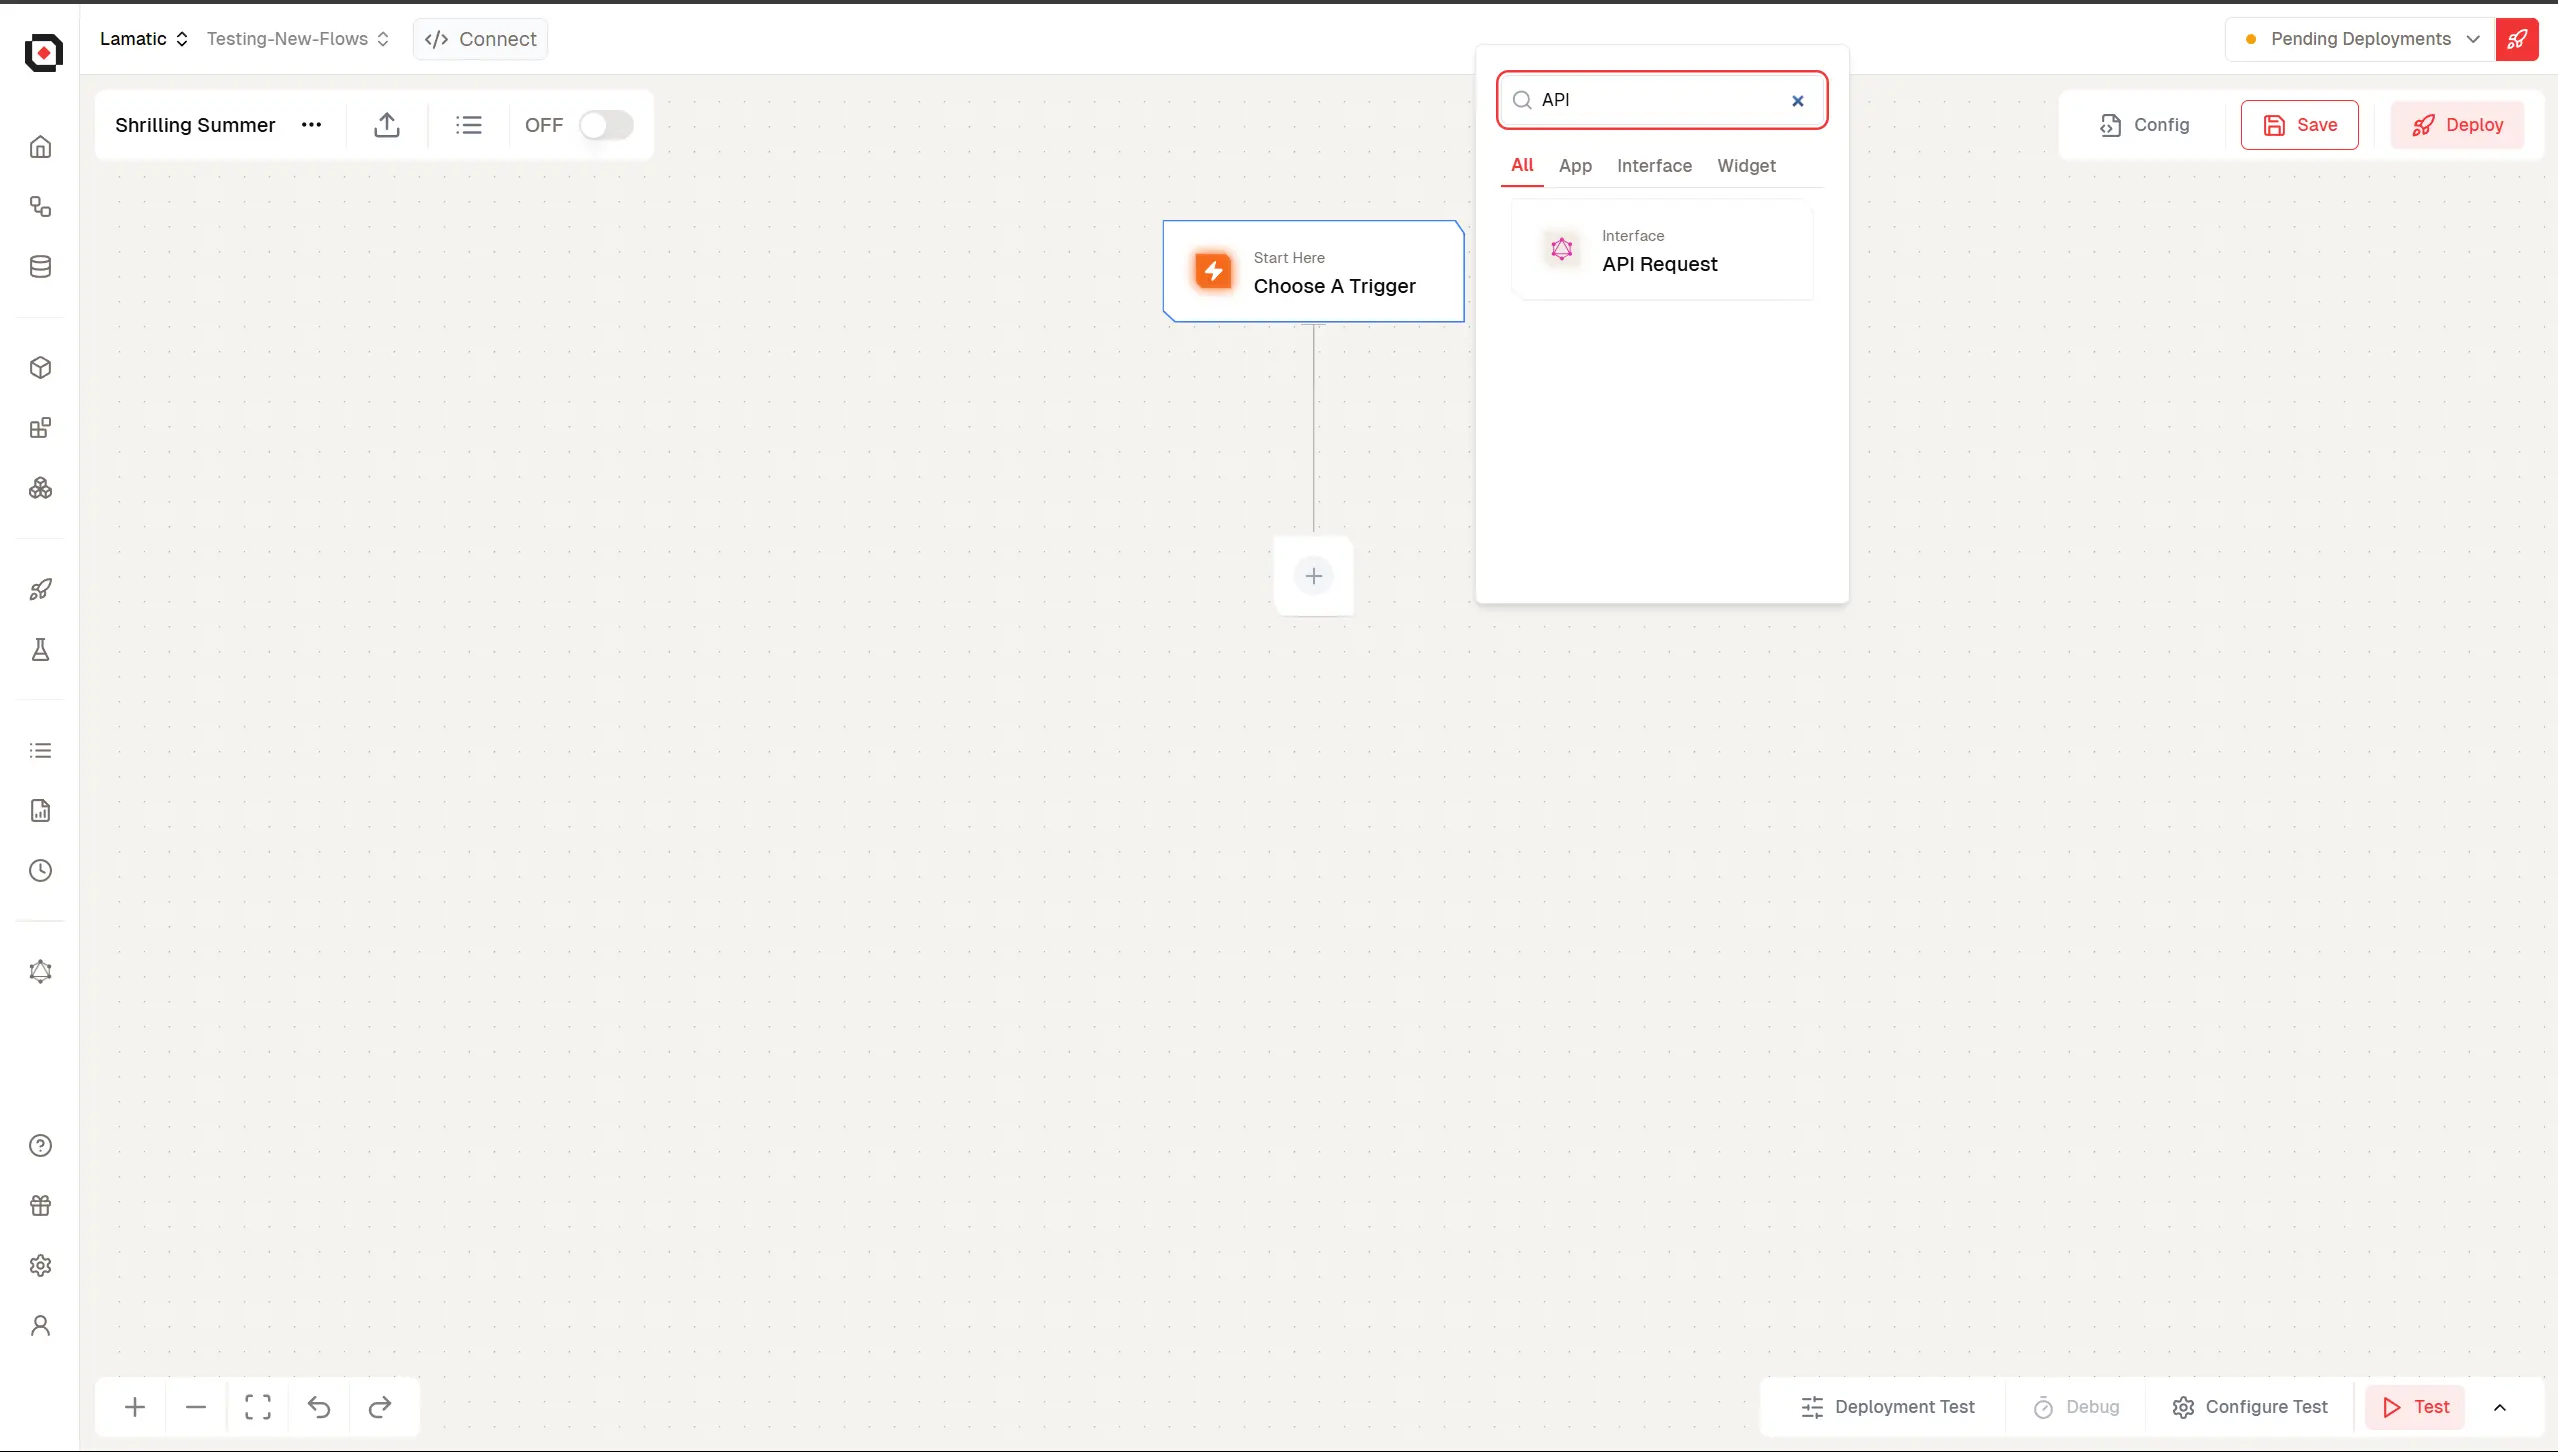 Lamatic
Testing-New-Flows
Connect
Pending Deployments
Shrilling Summer
OFF
Config
Save
Deploy
API
All
App
Interface
Widget
Interface
API Request
Start Here
Choose A Trigger
Deployment Test
Debug
Configure Test
Test